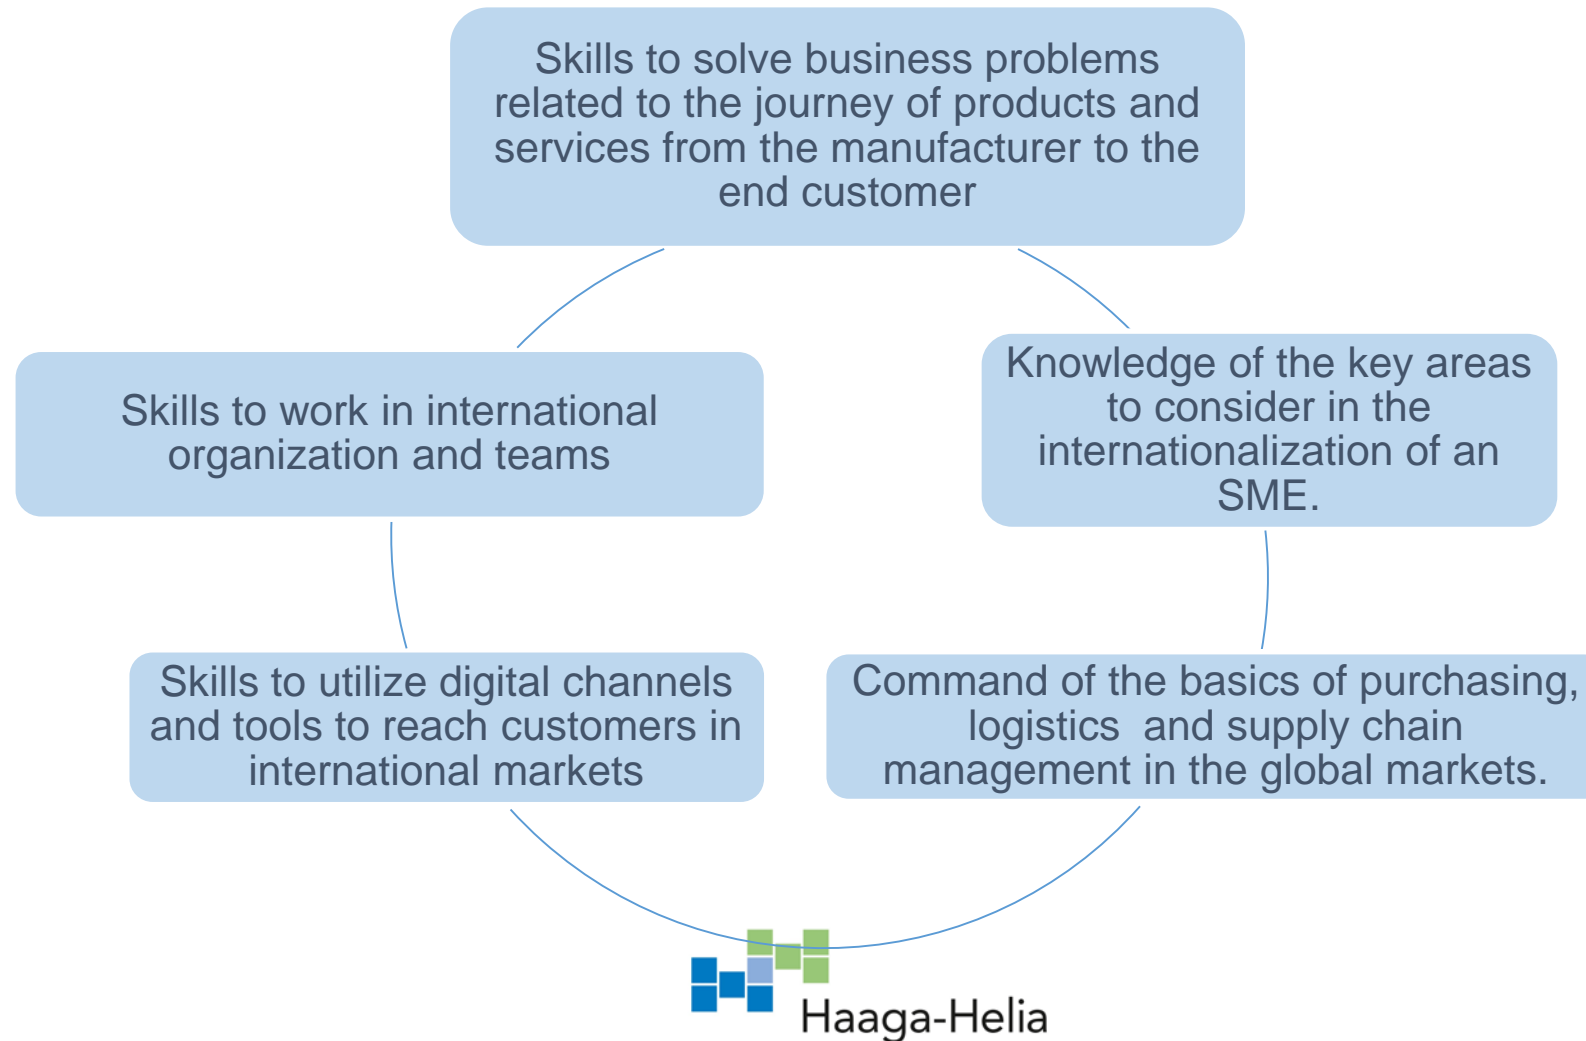 Skills to solve business problems
related to the journey of products and
services from the manufacturer to the
end customer
Skills to work in international
organization and teams
Knowledge of the key areas
to consider in the
internationalization of an
SME.
Skills to utilize digital channels
and tools to reach customers in
international markets
Command of the basics of purchasing,
logistics  and supply chain
management in the global markets.
Haaga-Helia